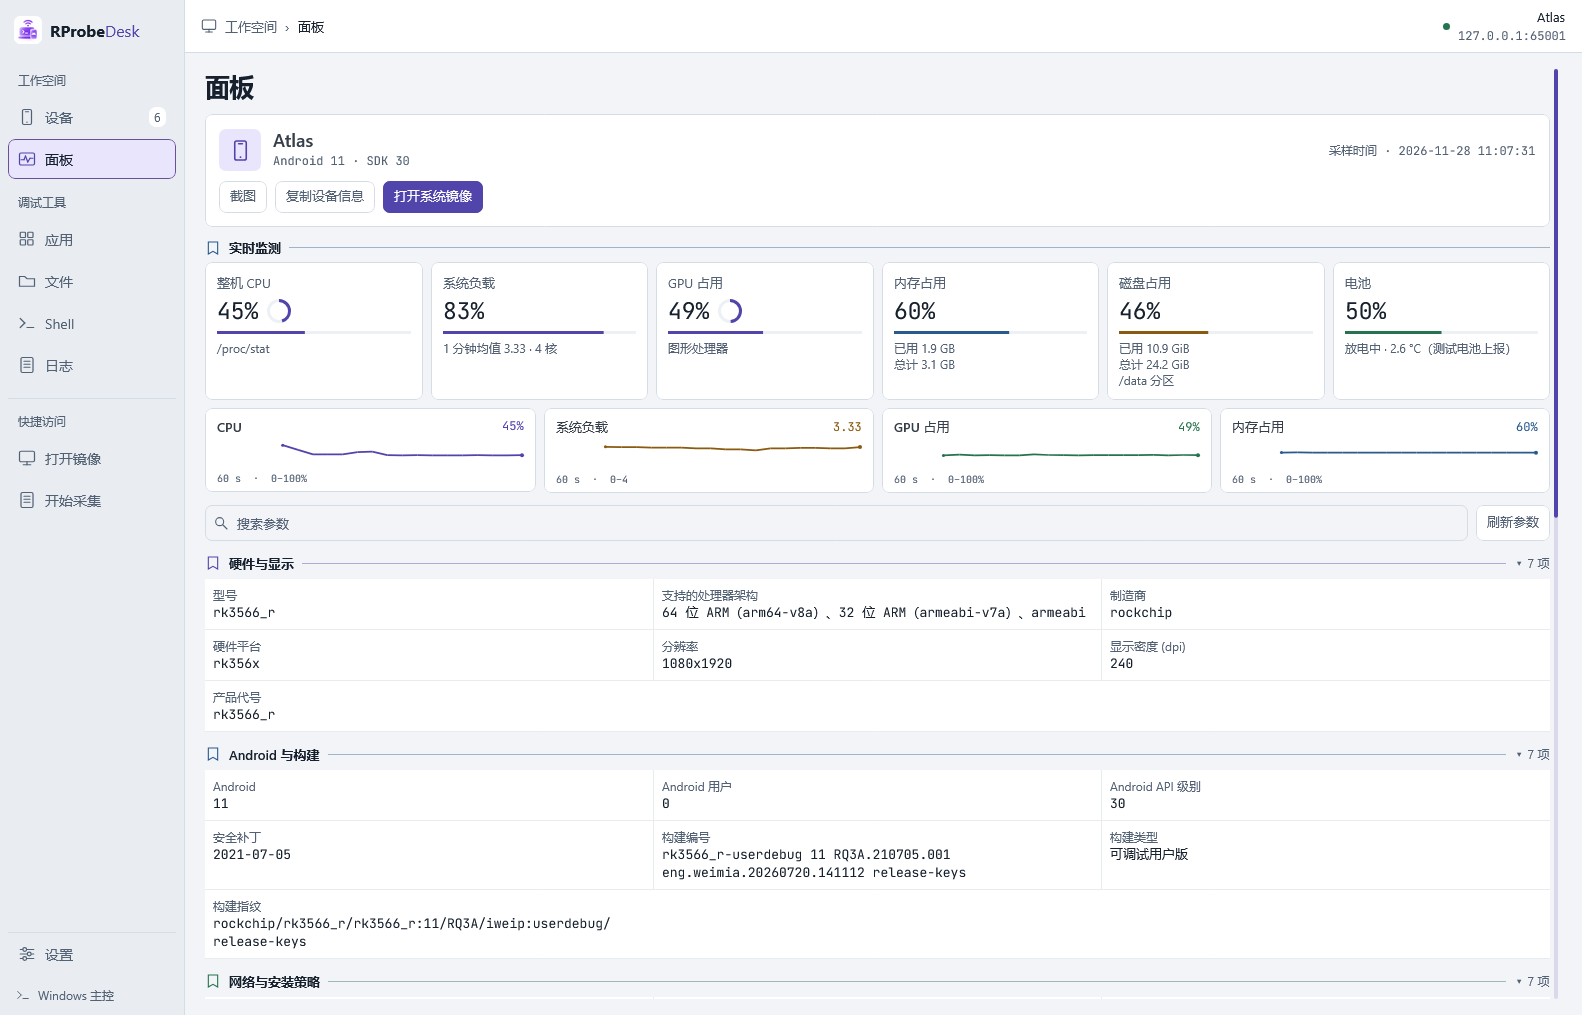 RProbeDesk
工作空间
设备
6
面板
调试工具
应用
文件
Shell
日志
快捷访问
打开镜像
开始采集
设置
Windows 主控
工作空间 › 面板
Atlas
127.0.0.1:65001
面板
Atlas
Android 11 · SDK 30
采样时间 · 2026-11-28 11:07:31
截图
复制设备信息
打开系统镜像
实时监测
整机 CPU
45%
/proc/stat
系统负载
83%
1 分钟均值 3.33 · 4 核
GPU 占用
49%
图形处理器
内存占用
60%
已用 1.9 GB
总计 3.1 GB
磁盘占用
46%
已用 10.9 GiB
总计 24.2 GiB
/data 分区
电池
50%
放电中 · 2.6 °C（测试电池上报）
CPU
45%
60 s · 0-100%
系统负载
3.33
60 s · 0-4
GPU 占用
49%
60 s · 0-100%
内存占用
60%
60 s · 0-100%
搜索参数
刷新参数
硬件与显示
7 项
型号
rk3566_r
支持的处理器架构
64 位 ARM（arm64-v8a）、32 位 ARM（armeabi-v7a）、armeabi
制造商
rockchip
硬件平台
rk356x
分辨率
1080x1920
显示密度 (dpi)
240
产品代号
rk3566_r
Android 与构建
7 项
Android
11
Android 用户
0
Android API 级别
30
安全补丁
2021-07-05
构建编号
rk3566_r-userdebug 11 RQ3A.210705.001
eng.weimia.20260720.141112 release-keys
构建类型
可调试用户版
构建指纹
rockchip/rk3566_r/rk3566_r:11/RQ3A/iweip:userdebug/
release-keys
网络与安装策略
7 项